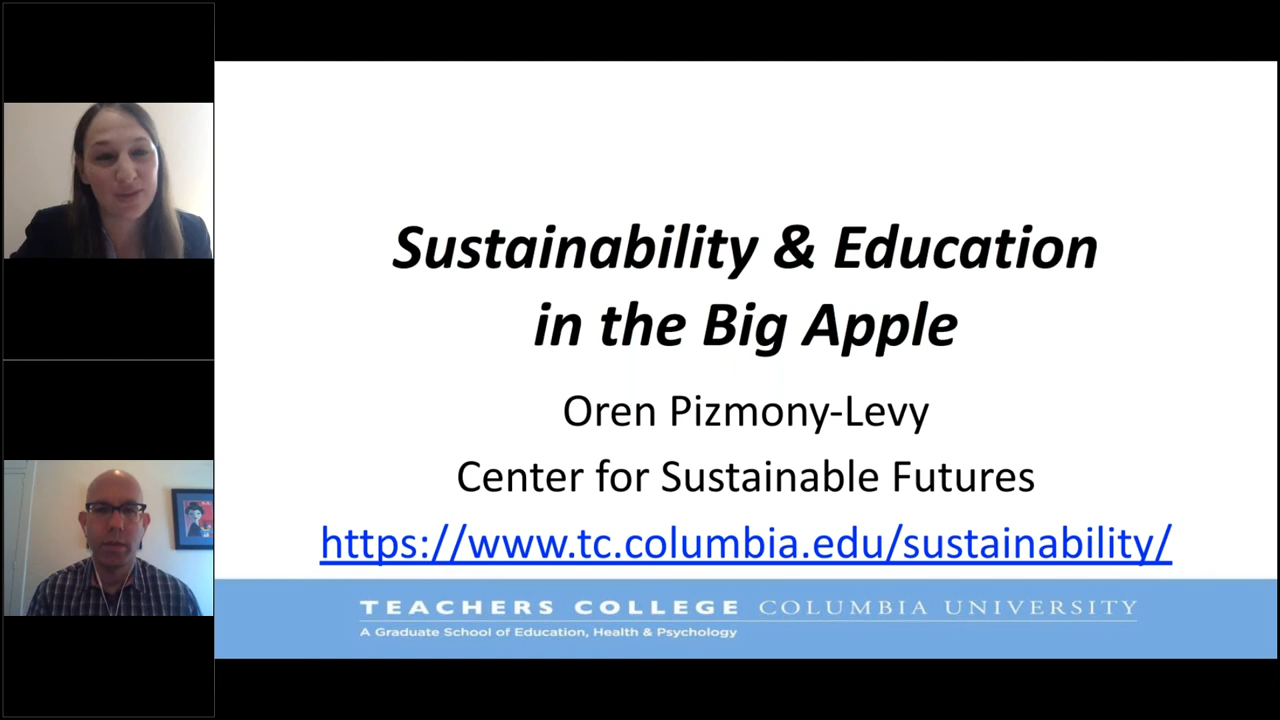 Sustainability & Education
in the Big Apple
Oren Pizmony-Levy
Center for Sustainable Futures
https://www.tc.columbia.edu/sustainability/
TEACHERS COLLEGE COLUMBIA UNIVERSITY
A Graduate School of Education, Health & Psychology